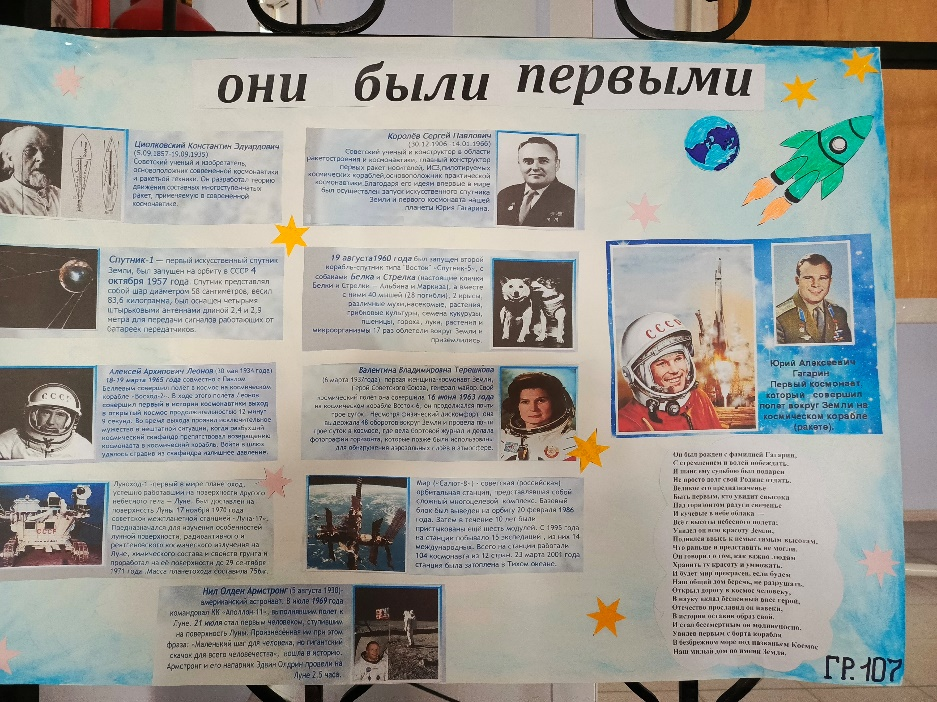 они были первыми
Циолковский Константин Эдуардович
(5.09.1857-19.09.1935)
Советский ученый и изобретатель,
основоположник современной космонавтики
и ракетной техники. Он разработал теорию
движения составных многоступенчатых
ракет, применяемую в современной
космонавтике.
Королёв Сергей Павлович
(30.12.1906 -14.01.1966)
Советский ученый и конструктор в области
ракетостроения и космонавтики, главный конструктор
первых ракет носителей, ИСЗ,пилотируемых
космических кораблей,основоположник практической
космонавтики.Благодаря его идеям впервые в мире
был осуществлен запуск искусственного спутника
Земли и первого космонавта нашей
планеты Юрия Гагарина.
Спутник-1 — первый искусственный спутник
Земли, был запущен на орбиту в СССР 4
октября 1957 года. Спутник представлял
собой шар диаметром 58 сантиметров, весил
83,6 килограмма, был оснащен четырьмя
штырьковыми антеннами длиной 2,4 и 2,9
метра для передачи сигналов работающих от
батареек передатчиков.
19 августа1960 года был запущен второй
корабль-спутник типа "Восток" «Спутник-5», с
собаками Белка и Стрелка (настоящие клички
Белки и Стрелки – Альбина и Маркиза), а вместе
с ними 40 мышей (28 погибли), 2 крысы,
различные мухи,насекомые, растения,
грибковые культуры, семена кукурузы,
пшеницы, гороха, луки, растения и
микроорганизмы 17 раз облетели вокруг Земли и
приземлились.
Юрий Алексеевич
Гагарин
Первый космонавт,
который совершил
полет вокруг Земли на
космическом корабле
(ракете).
СССР
Алексей Архипович Леонов (30 мая 1934 года)
18-19 марта 1965 года совместно с Павлом
Беляевым совершил полет в космос на космическом
корабле «Восход-2». В ходе этого полета Леонов
совершил первый в истории космонавтики выход
в открытый космос продолжительностью 12 минут
9 секунд. Во время выхода проявил исключительное
мужество в нештатной ситуации, когда разбухший
космический скафандр препятствовал возвращению
космонавта в космический корабль. Войти в шлюз
удалось стравив из скафандра излишнее давление.
Валентина Владимировна Терешкова
(6 марта 1937года) первая женщина-космонавт Земли,
Герой Советского Союза, генерал-майор. Свой
космический полёт она совершила 16 июня 1963 года
на космическом корабле Восток-6, он продолжался почти
трое суток. Несмотря на физический дискомфорт, она
выдержала 48 оборотов вокруг Земли и провела почти
трое суток в космосе, где вела бортовой журнал и делала
фотографии горизонта, которые позже были использованы
для обнаружения аэрозольных слоев в атмосфере.
Луноход-1 -первый в мире планетоход,
успешно работавший на поверхности другого
небесного тела — Луне. Был доставлен на
поверхность Луны 17 ноября 1970
советской межпланетной станцией «Луна-17».
Предназначался для изучения особенностей
лунной поверхности, радиоактивного и
рентгеновского космического излучения на
Луне, химического состава и свойств грунта и
проработал на её поверхности до 29 сентября
1971 года. Масса планетохода составила 756кг.
СССР
Мир («Салют-8») - советская (российская)
орбитальная станция, представлявшая собой
сложный многоцелевой комплекс. Базовый
блок был выведен на орбиту 20 февраля 1986
года. Затем в течение 10 лет были
пристыкованы ещё шесть модулей. С 1995 года
на станции побывало 15 экспедиций, из них 14
международных. Всего на станции работали
104 космонавта из 12 стран. 23 марта 2001 года
станция была затоплена в Тихом океане.
Нил Олден Армстронг (5 августа 1930)-
американский астронавт. В июле 1969 года
командовал КК «Аполлон-11», выполнившим полет к
Луне. 21 июля стал первым человеком, ступившим
на поверхность Луны. Произнесённая им при этом
фраза: «Маленький шаг для человека, но гигантский
скачок для всего человечества», вошла в историю.
Армстронг и его напарник Эдвин Олдрин провели на
Луне 2.5 часа.
Он был рожден с фамилией Гагарин,
С стремлением и волей побеждать.
И шанс ему судьбою был подарен
Не просто долг свой Родине отдать.
Великое его предназначенье
Быть первым, кто увидит свысока
Над горизонтом радуги свеченье
И кучевые в небе облака
Все с высоты небесного полета;
Увидел он всю красоту Земли,
Поднялся ввысь к немыслимым высотам,
Что раньше и представить не могли.
Он говорил о том, как важно людям
Хранить ту красоту и умножать.
И будет мир прекрасен, если будем
Наш общий дом беречь, не разрушать.
Открыл дорогу в космос человеку,
В науку вклад бесценный внес герой,
Отечество прославил он навеки.
В истории оставив образ свой.
И стал бессмертным он молниеносно.
Увидев первым с борта корабля
В безбрежном море под названьем Космос
Наш милый дом по имени Земля.
ГР.107